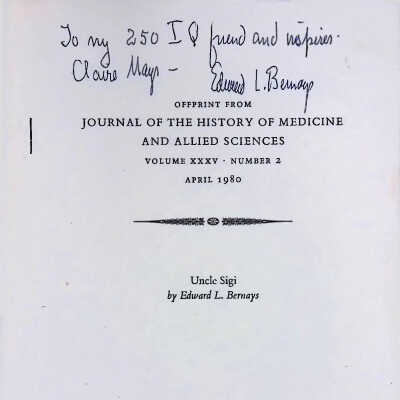 To my 250 I Q friend and inspirer.
Claire Mays – Edward L. Bernays
OFFPRINT FROM
JOURNAL OF THE HISTORY OF MEDICINE
AND ALLIED SCIENCES
VOLUME XXXV · NUMBER 2
APRIL 1980
Uncle Sigi
by Edward L. Bernays